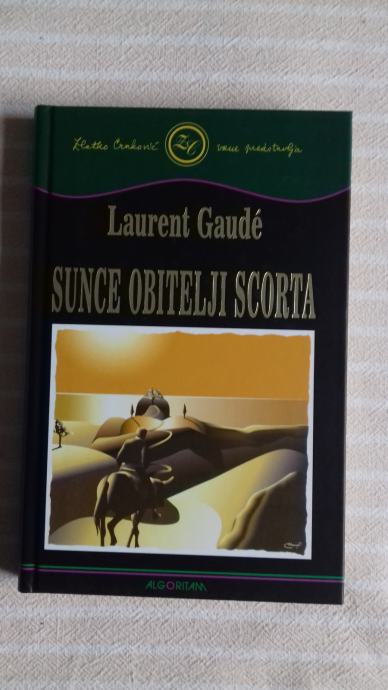 Zlatko Crnković ZC vam predstavlja
Laurent Gaudé
SUNCE OBITELJI SCORTA
ALGORITAM